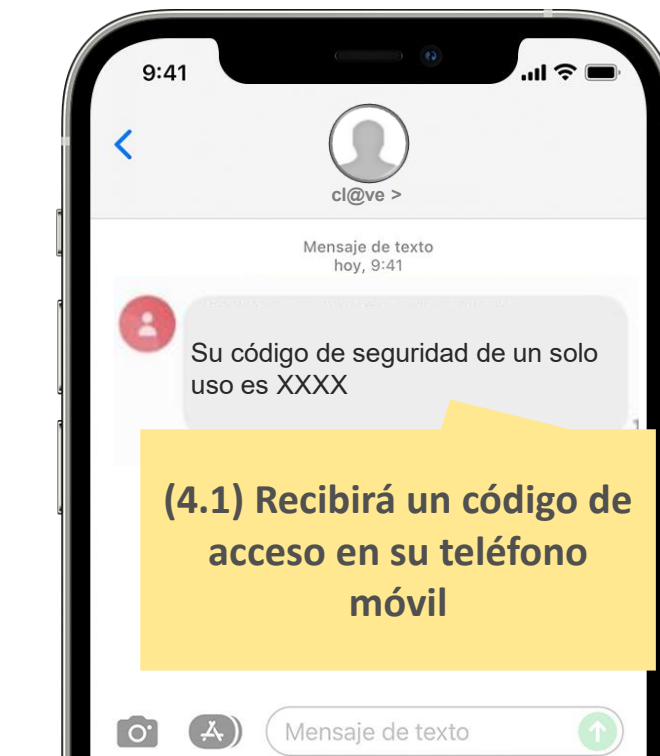 9:41
cl@ve >
Mensaje de texto
hoy, 9:41
Su código de seguridad de un solo
uso es XXXX
(4.1) Recibirá un código de
acceso en su teléfono
móvil
Mensaje de texto